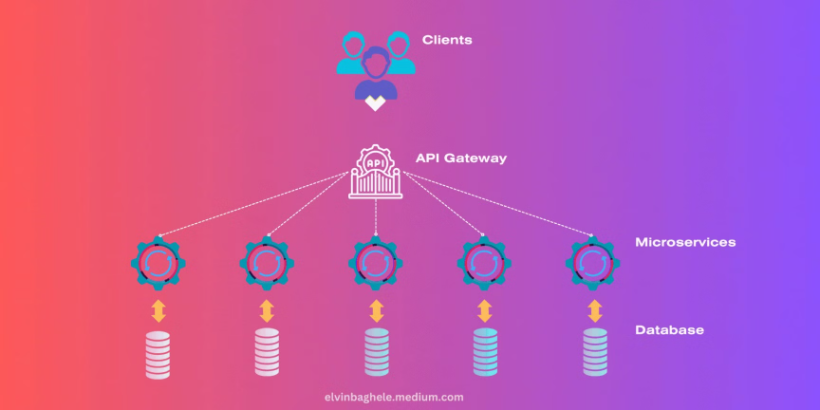 Clients
API
API Gateway
Microservices
Database
elvinbaghele.medium.com